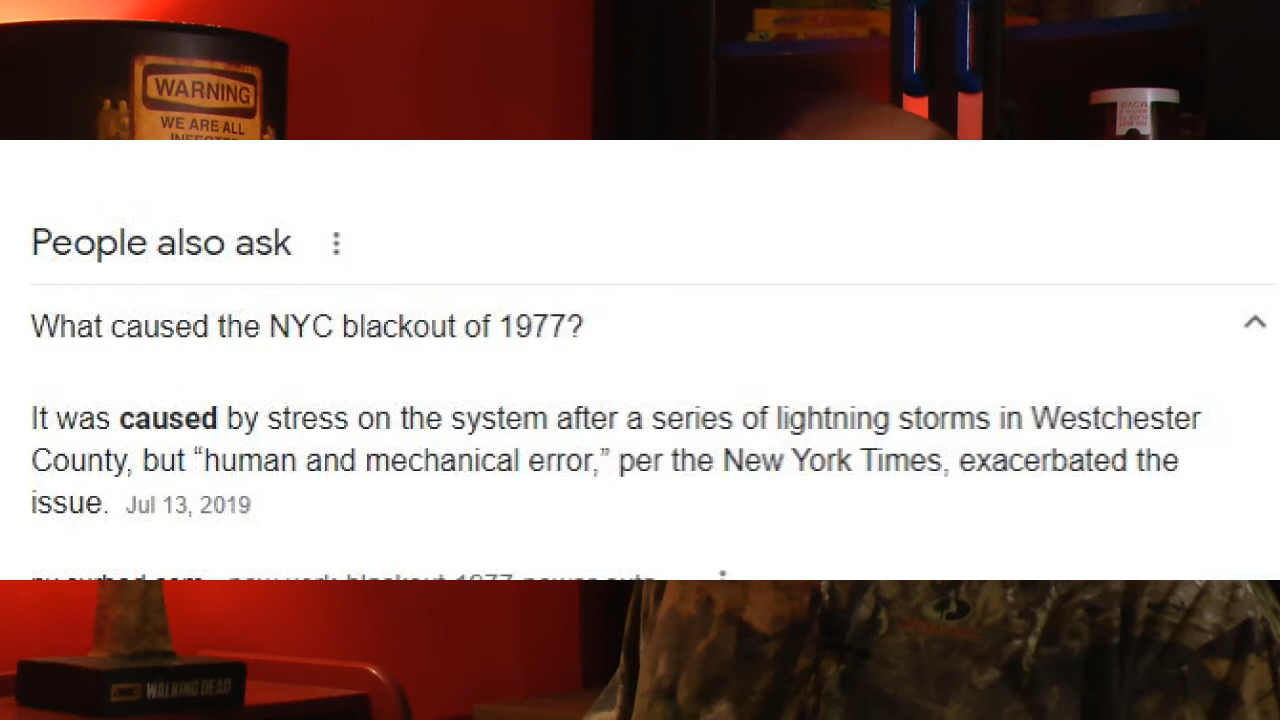 WARNING
WE ARE ALL
INFECTED
People also ask
What caused the NYC blackout of 1977?
It was caused by stress on the system after a series of lightning storms in Westchester
County, but “human and mechanical error,” per the New York Times, exacerbated the
issue. Jul 13, 2019
WALKING DEAD